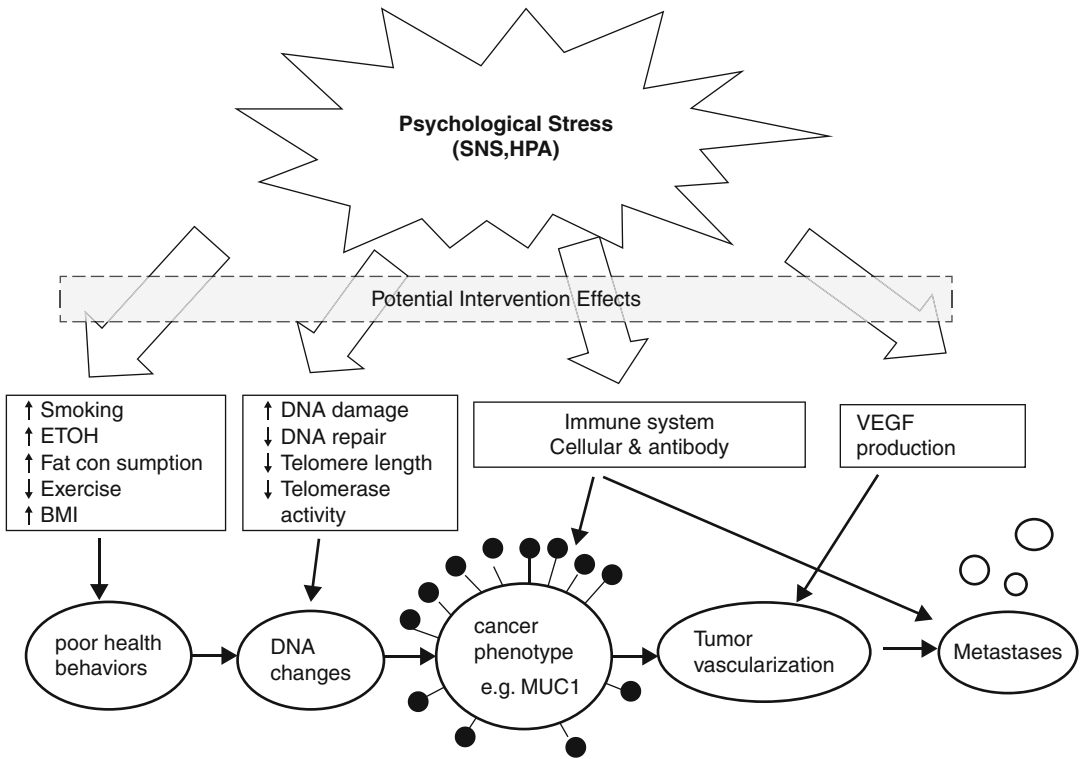 Psychological Stress
(SNS,HPA)
Potential Intervention Effects
↑ Smoking
↑ ETOH
↑ Fat con sumption
↓ Exercise
↑ BMI
↑ DNA damage
↓ DNA repair
↓ Telomere length
↓ Telomerase
activity
Immune system
Cellular & antibody
VEGF
production
poor health
behaviors
DNA
changes
cancer
phenotype
e.g. MUC1
Tumor
vascularization
Metastases